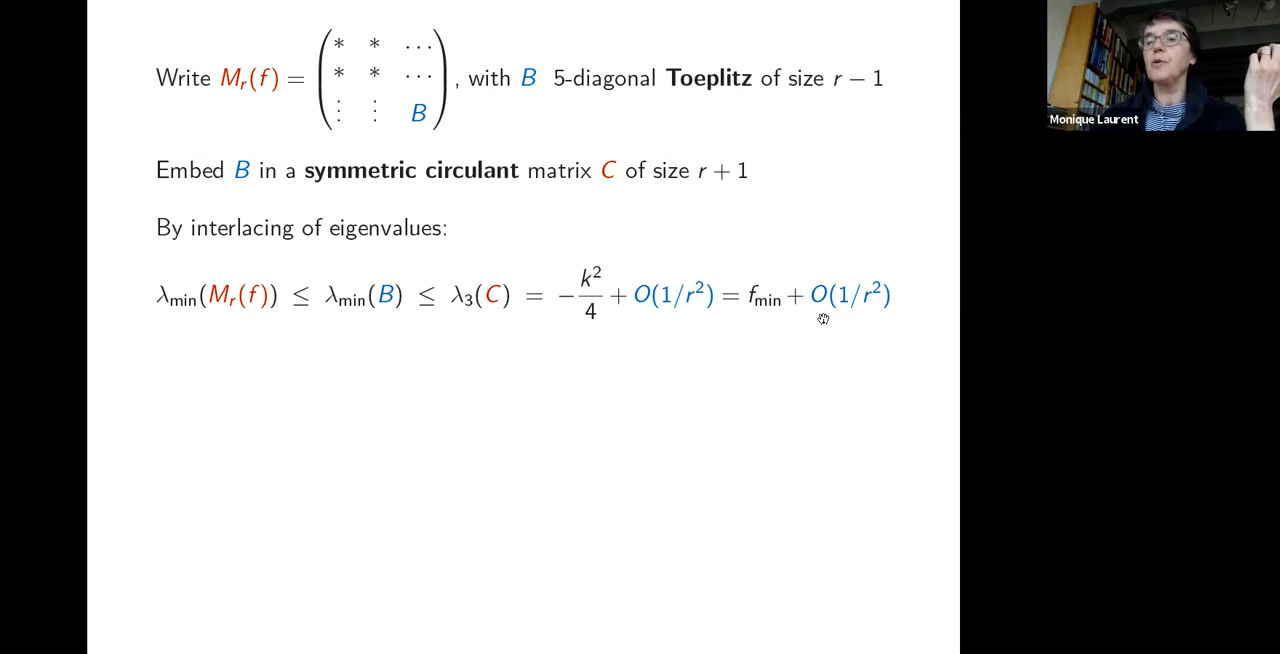 Write M_r(f) = ( * * ⋯ ; * * ⋯ ; ⋮ ⋮ B ), with B 5-diagonal Toeplitz of size r − 1
Monique Laurent
Embed B in a symmetric circulant matrix C of size r + 1
By interlacing of eigenvalues:
λ_min(M_r(f)) ≤ λ_min(B) ≤ λ_3(C) = −k²/4 + O(1/r²) = f_min + O(1/r²)